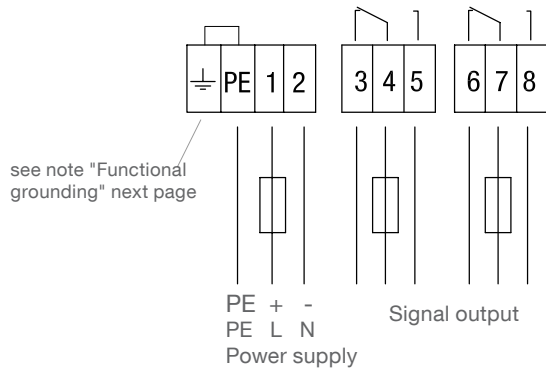 PE 1 2 3 4 5 6 7 8
see note "Functional
grounding" next page
PE + -
PE L N
Power supply
Signal output